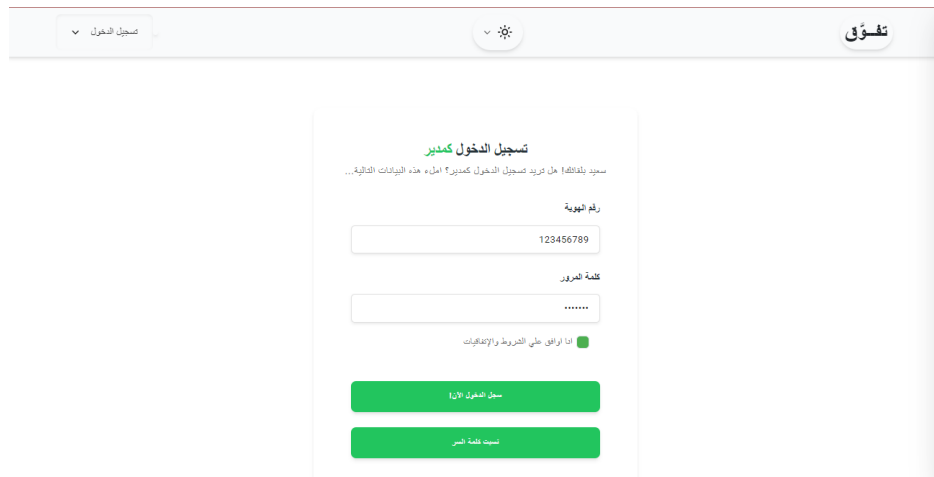 تفــوَّق
تسجيل الدخول
تسجيل الدخول كمدير
سعيد بلقائك! هل تريد تسجيل الدخول كمدير؟ املء هذه البيانات التالية...
رقم الهوية
123456789
كلمة المرور
•••••••
انا اوافق علي الشروط والإتفاقيات
سجل الدخول الآن!
نسيت كلمة السر